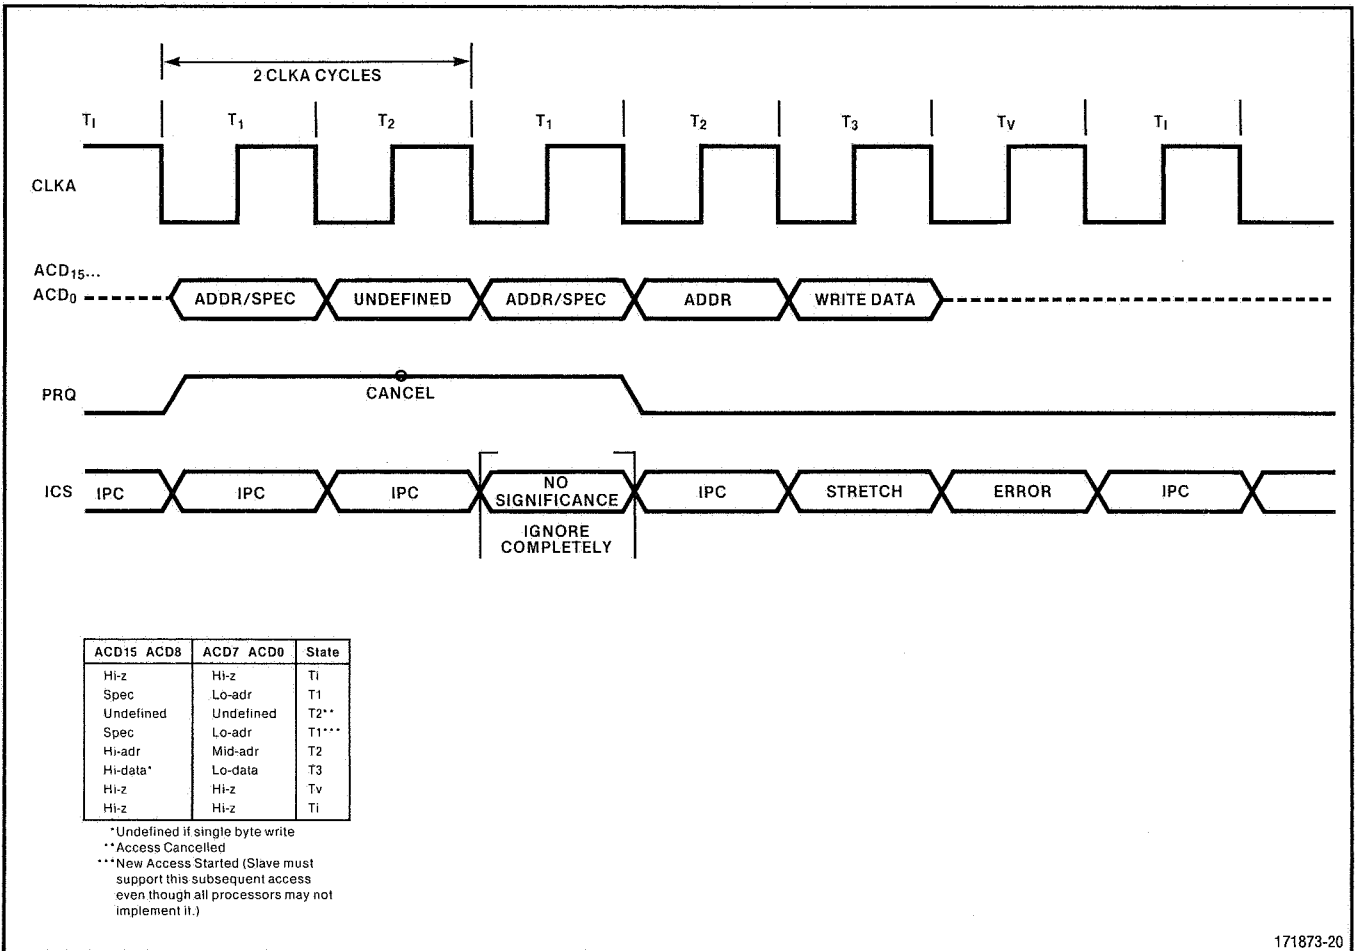 2 CLKA CYCLES
TI T1 T2 T1 T2 T3 TV TI
CLKA
ACD15...
ACD0 ADDR/SPEC UNDEFINED ADDR/SPEC ADDR WRITE DATA
PRQ CANCEL
ICS IPC IPC IPC NO SIGNIFICANCE IPC STRETCH ERROR IPC
IGNORE
COMPLETELY
ACD15 ACD8 ACD7 ACD0 State
Hi-z Hi-z Ti
Spec Lo-adr T1
Undefined Undefined T2**
Spec Lo-adr T1***
Hi-adr Mid-adr T2
Hi-data* Lo-data T3
Hi-z Hi-z Tv
Hi-z Hi-z Ti
*Undefined if single byte write
**Access Cancelled
***New Access Started (Slave must
support this subsequent access
even though all processors may not
implement it.)
171873-20